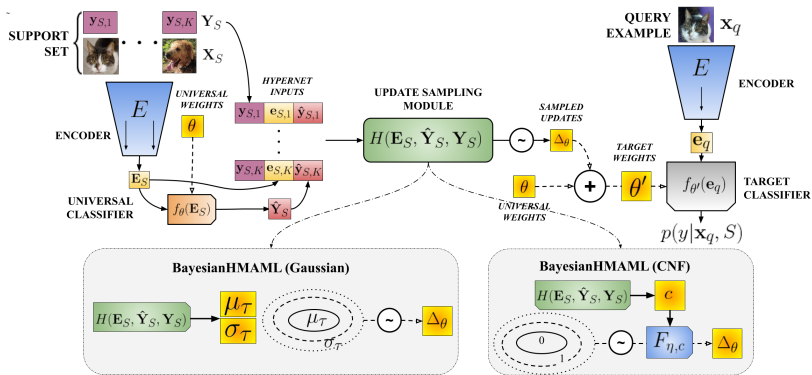 SUPPORT
SET
y_{S,1}
y_{S,K}
Y_S
X_S
E
ENCODER
E_S
UNIVERSAL
CLASSIFIER
UNIVERSAL
WEIGHTS
θ
f_θ(E_S)
Ŷ_S
HYPERNET
INPUTS
y_{S,1} e_{S,1} ŷ_{S,1}
y_{S,K} e_{S,K} ŷ_{S,K}
UPDATE SAMPLING
MODULE
H(E_S, Ŷ_S, Y_S)
~
SAMPLED
UPDATES
Δ_θ
θ
UNIVERSAL
WEIGHTS
+
TARGET
WEIGHTS
θ′
QUERY
EXAMPLE
x_q
E
ENCODER
e_q
f_{θ′}(e_q)
TARGET
CLASSIFIER
p(y|x_q, S)
BayesianHMAML (Gaussian)
H(E_S, Ŷ_S, Y_S)
μ_τ
σ_τ
μ_τ
σ_τ
~
Δ_θ
BayesianHMAML (CNF)
H(E_S, Ŷ_S, Y_S)
c
0
1
~
F_{η,c}
Δ_θ